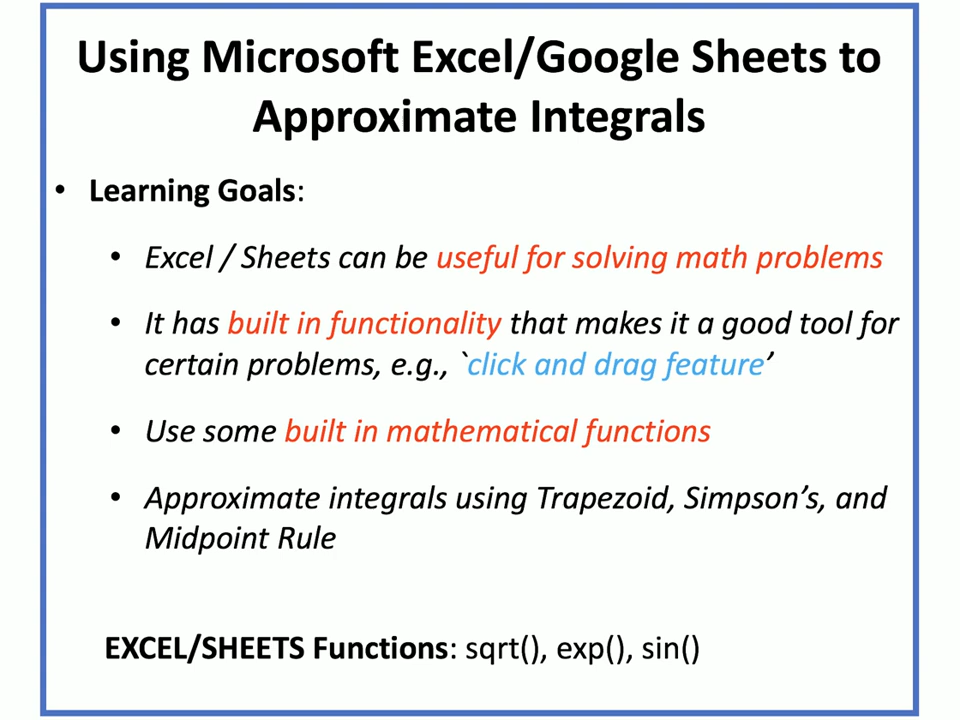 Using Microsoft Excel/Google Sheets to
Approximate Integrals
• Learning Goals:
• Excel / Sheets can be useful for solving math problems
• It has built in functionality that makes it a good tool for
certain problems, e.g., `click and drag feature’
• Use some built in mathematical functions
• Approximate integrals using Trapezoid, Simpson’s, and
Midpoint Rule
EXCEL/SHEETS Functions: sqrt(), exp(), sin()